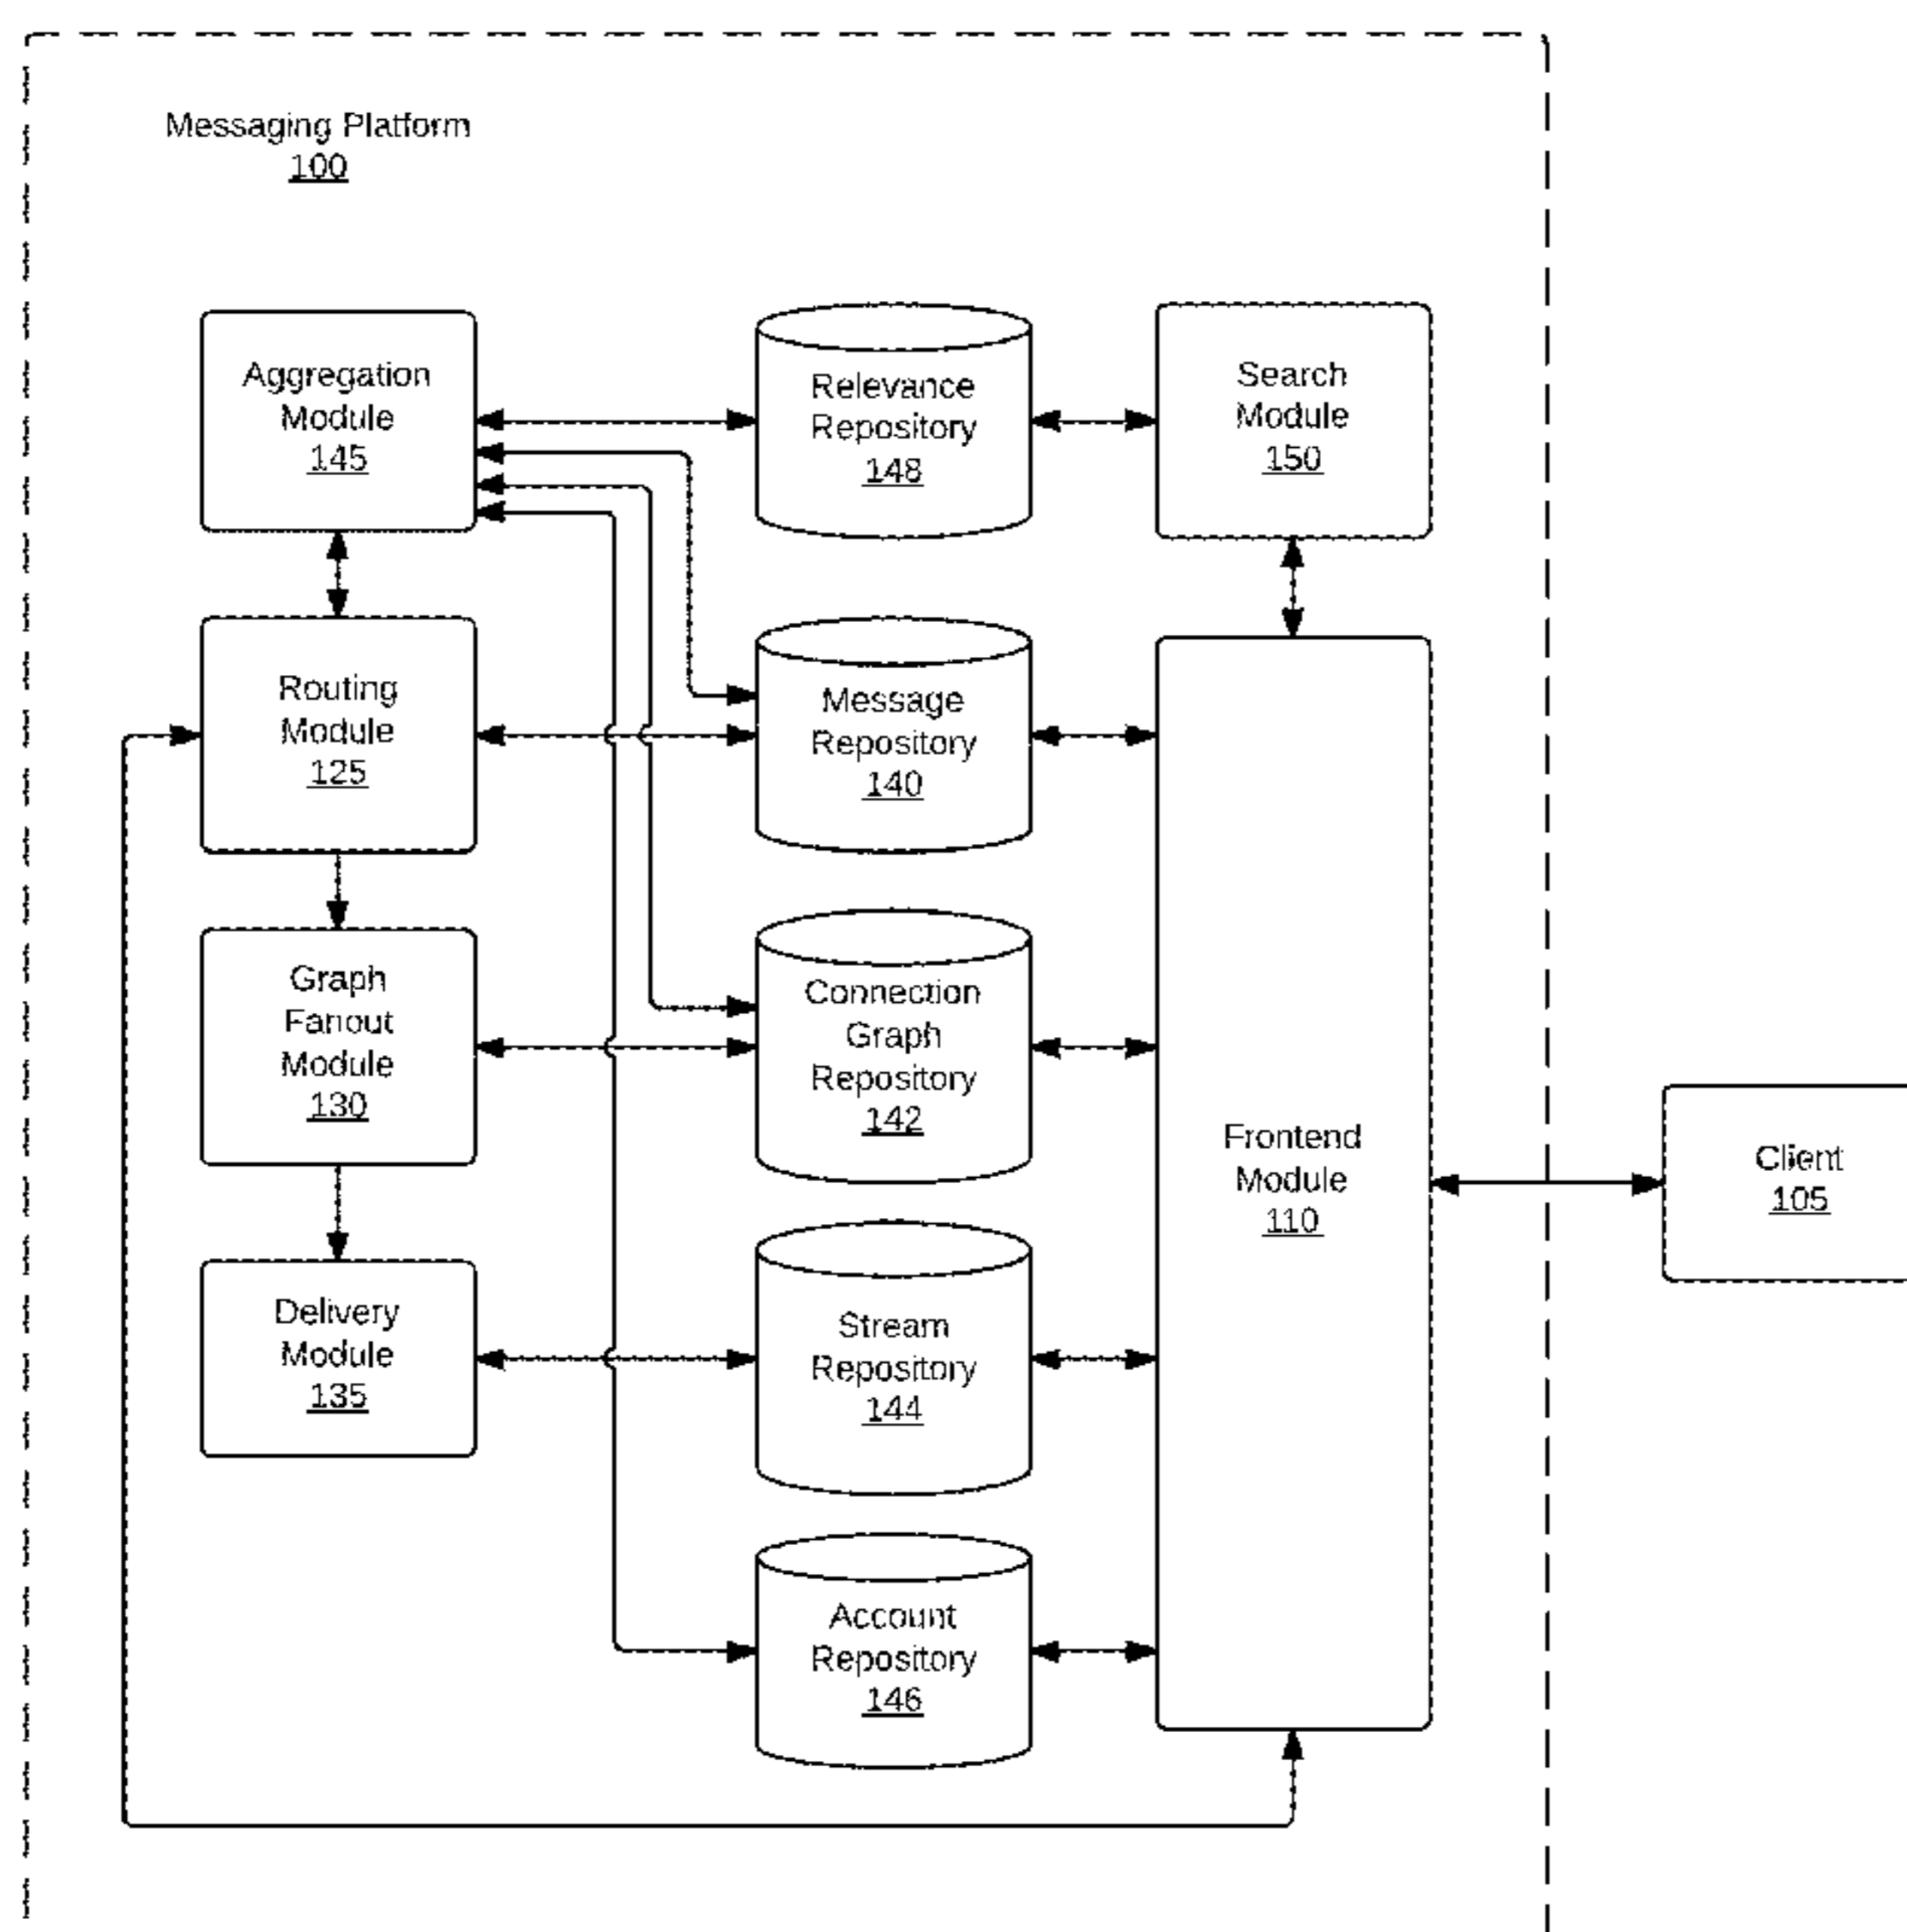 Messaging Platform
100
Aggregation
Module
145
Relevance
Repository
148
Search
Module
150
Routing
Module
125
Message
Repository
140
Graph
Fanout
Module
130
Connection
Graph
Repository
142
Frontend
Module
110
Client
105
Delivery
Module
135
Stream
Repository
144
Account
Repository
146